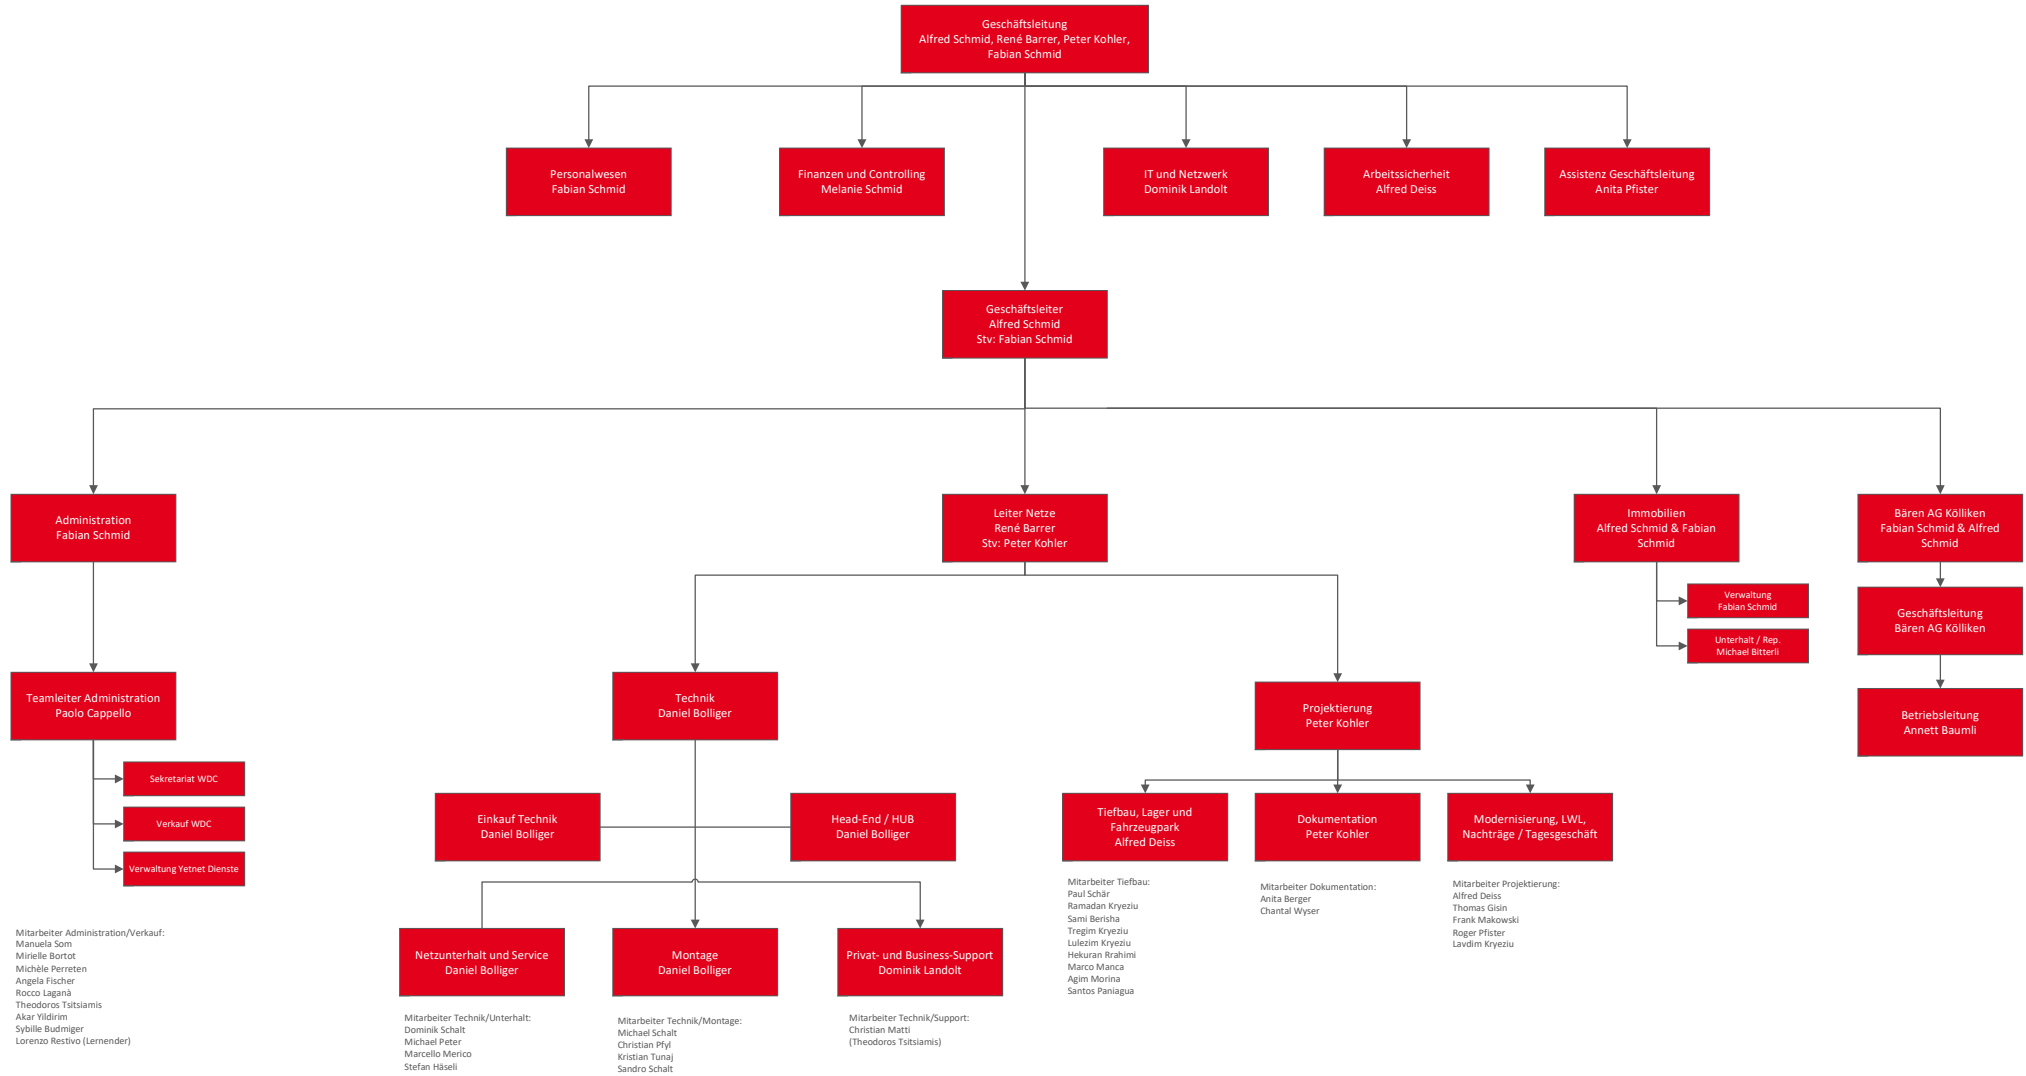 Geschäftsleitung
Alfred Schmid, René Barrer, Peter Kohler,
Fabian Schmid
Personalwesen
Fabian Schmid
Finanzen und Controlling
Melanie Schmid
IT und Netzwerk
Dominik Landolt
Arbeitssicherheit
Alfred Deiss
Assistenz Geschäftsleitung
Anita Pfister
Geschäftsleiter
Alfred Schmid
Stv: Fabian Schmid
Administration
Fabian Schmid
Leiter Netze
René Barrer
Stv: Peter Kohler
Immobilien
Alfred Schmid & Fabian
Schmid
Bären AG Kölliken
Fabian Schmid & Alfred
Schmid
Verwaltung
Fabian Schmid
Unterhalt / Rep.
Michael Bitterli
Geschäftsleitung
Bären AG Kölliken
Betriebsleitung
Annett Baumli
Teamleiter Administration
Paolo Cappello
Sekretariat WDC
Verkauf WDC
Verwaltung Yetnet Dienste
Mitarbeiter Administration/Verkauf:
Manuela Som
Mirielle Bortot
Michèle Perreten
Angela Fischer
Rocco Laganà
Theodoros Tsitsiamis
Akar Yildirim
Sybille Budmiger
Lorenzo Restivo (Lernender)
Technik
Daniel Bolliger
Einkauf Technik
Daniel Bolliger
Head-End / HUB
Daniel Bolliger
Netzunterhalt und Service
Daniel Bolliger
Mitarbeiter Technik/Unterhalt:
Dominik Schalt
Michael Peter
Marcello Merico
Stefan Häseli
Montage
Daniel Bolliger
Mitarbeiter Technik/Montage:
Michael Schalt
Christian Pfyl
Kristian Tunaj
Sandro Schalt
Privat- und Business-Support
Dominik Landolt
Mitarbeiter Technik/Support:
Christian Matti
(Theodoros Tsitsiamis)
Projektierung
Peter Kohler
Tiefbau, Lager und
Fahrzeugpark
Alfred Deiss
Mitarbeiter Tiefbau:
Paul Schär
Ramadan Kryeziu
Sami Berisha
Tregim Kryeziu
Lulezim Kryeziu
Hekuran Rrahimi
Marco Manca
Agim Morina
Santos Paniagua
Dokumentation
Peter Kohler
Mitarbeiter Dokumentation:
Anita Berger
Chantal Wyser
Modernisierung, LWL,
Nachträge / Tagesgeschäft
Mitarbeiter Projektierung:
Alfred Deiss
Thomas Gisin
Frank Makowski
Roger Pfister
Lavdim Kryeziu